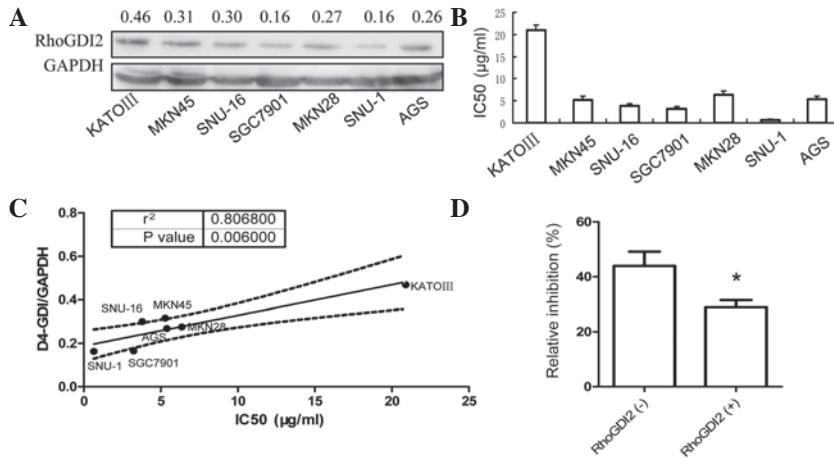 A
0.46 0.31 0.30 0.16 0.27 0.16 0.26
RhoGDI2
GAPDH
KATOIII MKN45 SNU-16 SGC7901 MKN28 SNU-1 AGS
B
IC50 (μg/ml)
25
20
15
10
5
0
KATOIII MKN45 SNU-16 SGC7901 MKN28 SNU-1 AGS
C
r² 0.806800
P value 0.006000
D4-GDI/GAPDH
0.8
0.6
0.4
0.2
0.0
SNU-16 MKN45
KATOIII
AGS MKN28
SNU-1 SGC7901
0 5 10 15 20 25
IC50 (μg/ml)
D
Relative inhibition (%)
60
40
20
0
*
RhoGDI2 (-) RhoGDI2 (+)